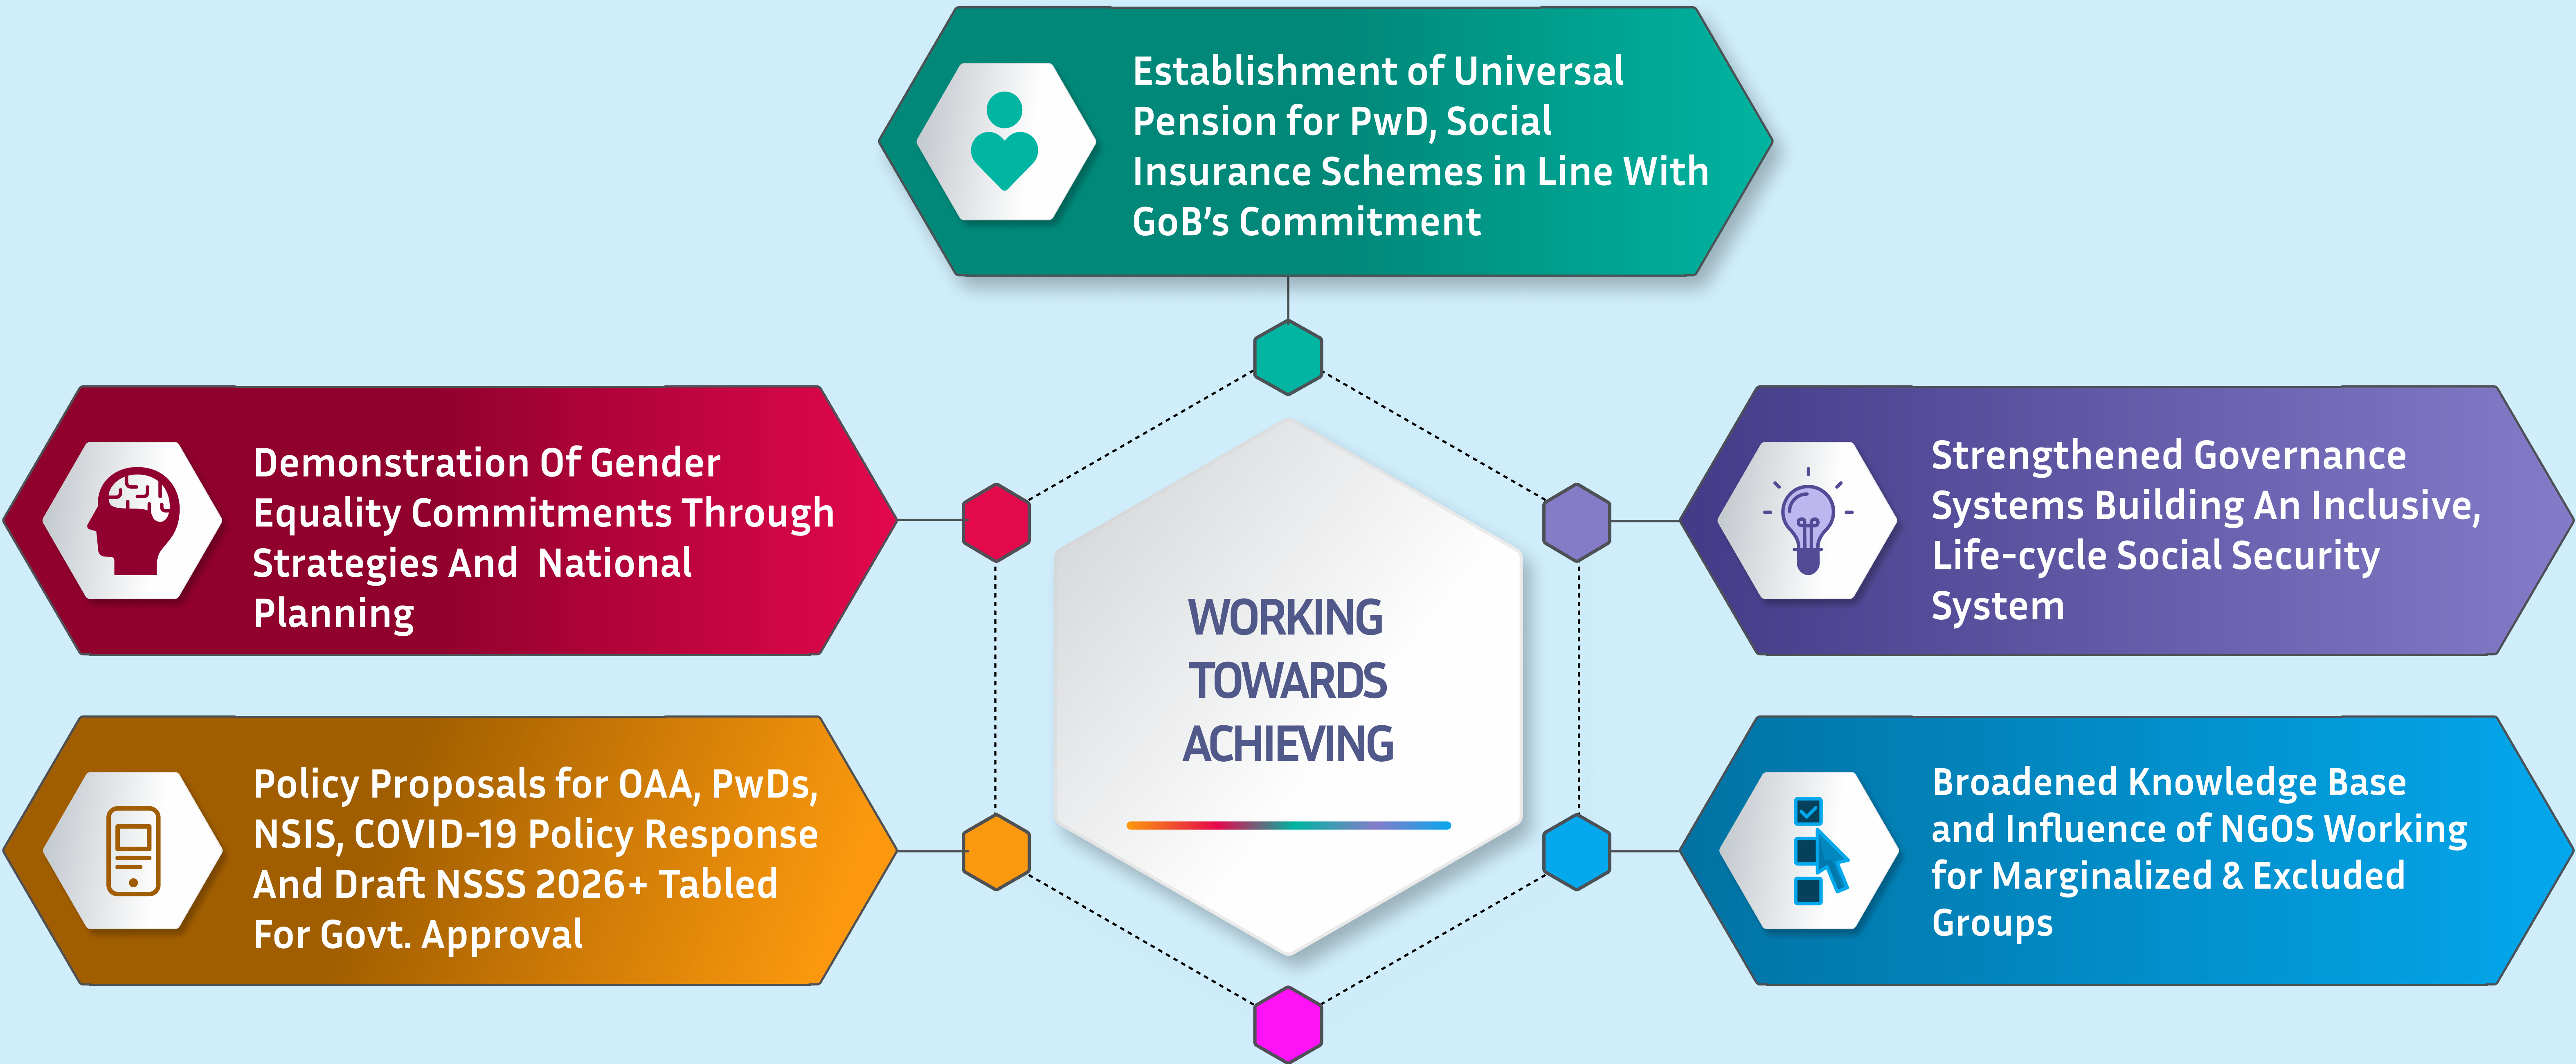 Establishment of Universal
Pension for PwD, Social
Insurance Schemes in Line With
GoB’s Commitment
Demonstration Of Gender
Equality Commitments Through
Strategies And National
Planning
Strengthened Governance
Systems Building An Inclusive,
Life-cycle Social Security
System
WORKING
TOWARDS
ACHIEVING
Policy Proposals for OAA, PwDs,
NSIS, COVID-19 Policy Response
And Draft NSSS 2026+ Tabled
For Govt. Approval
Broadened Knowledge Base
and Influence of NGOS Working
for Marginalized & Excluded
Groups